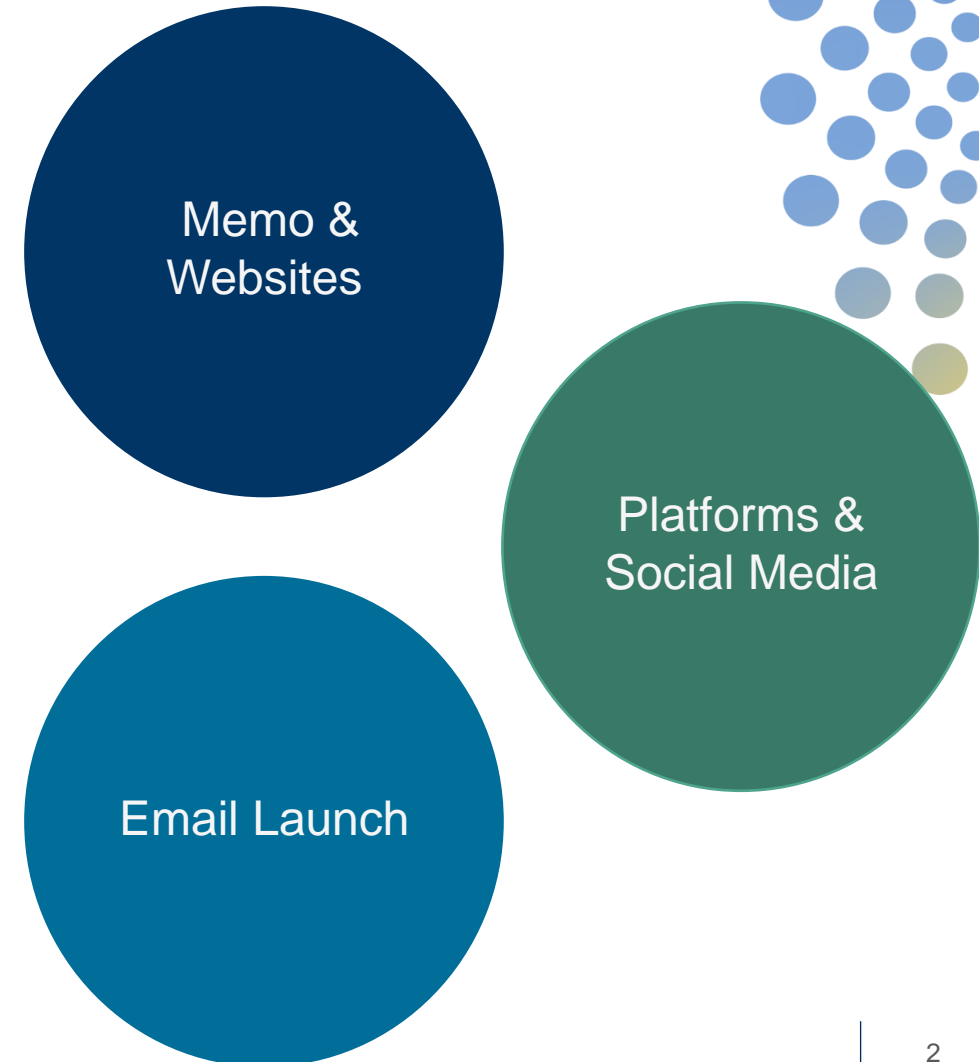 Memo &
Websites
Platforms &
Social Media
Email Launch
2